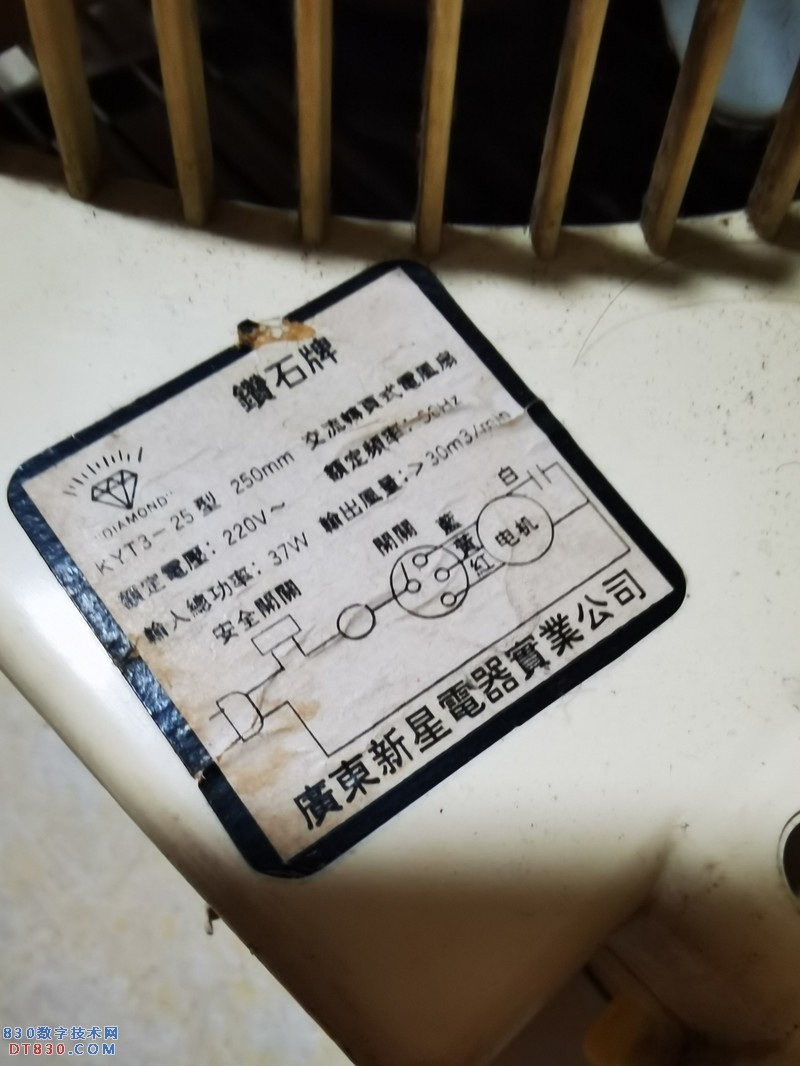 鑽石牌
"DIAMOND"
KYT3-25型 250mm 交流轉頁式電風扇
額定電壓：220V～ 額定頻率：50Hz
輸入總功率：37W 輸出風量：>30m3/min
安全開關
開關
藍
黃
紅
白
电机
廣東新星電器實業公司
830数字技术网
DT830.COM